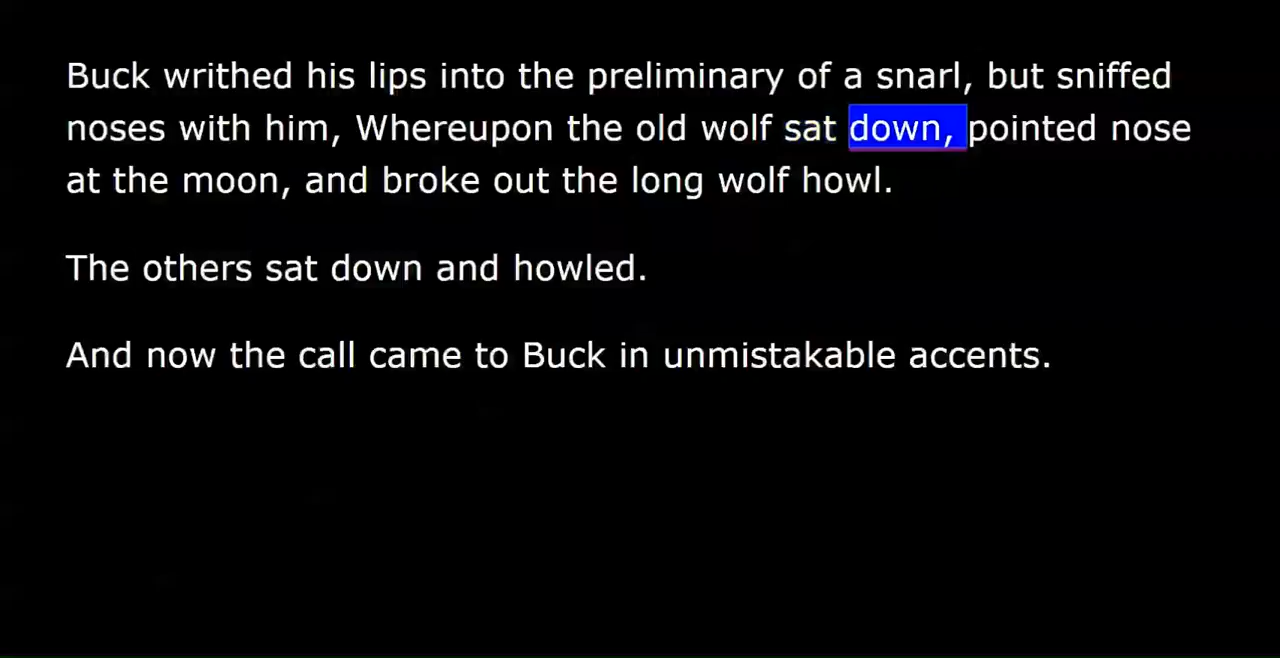 Buck writhed his lips into the preliminary of a snarl, but sniffed
noses with him, Whereupon the old wolf sat down, pointed nose
at the moon, and broke out the long wolf howl.
The others sat down and howled.
And now the call came to Buck in unmistakable accents.